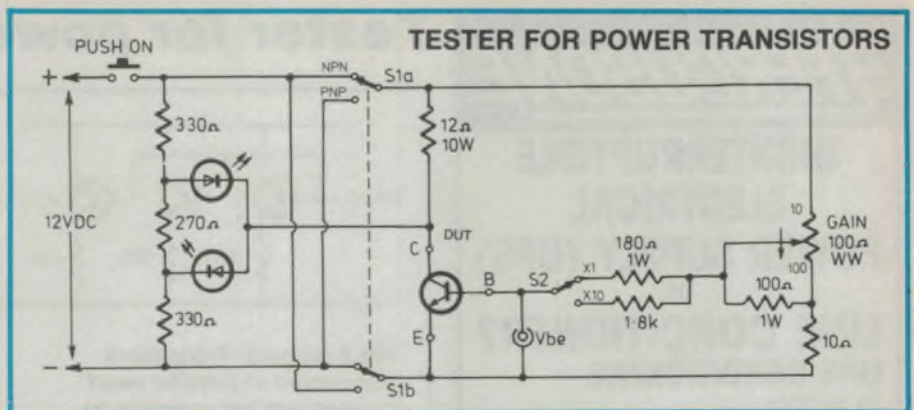 TESTER FOR POWER TRANSISTORS
PUSH ON
+
NPN
S1a
PNP
330Ω
12Ω
10W
12VDC
270Ω
DUT
C
10
GAIN
100Ω
WW
100
180Ω
1W
B
S2
X1
X10
1·8k
100Ω
1W
330Ω
E
Vbe
10Ω
−
S1b